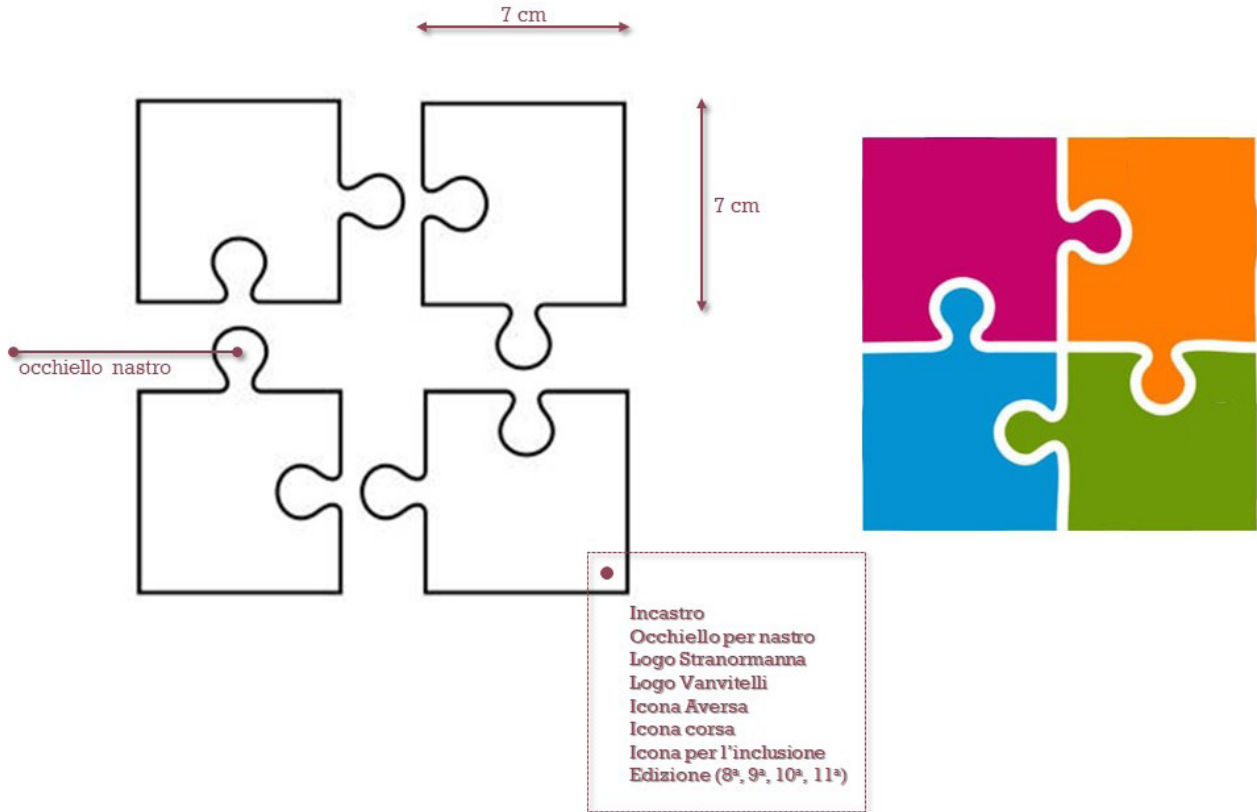 7 cm
7 cm
occhiello nastro
Incastro
Occhiello per nastro
Logo Stranormanna
Logo Vanvitelli
Icona Aversa
Icona corsa
Icona per l'inclusione
Edizione (8ª, 9ª, 10ª, 11ª)